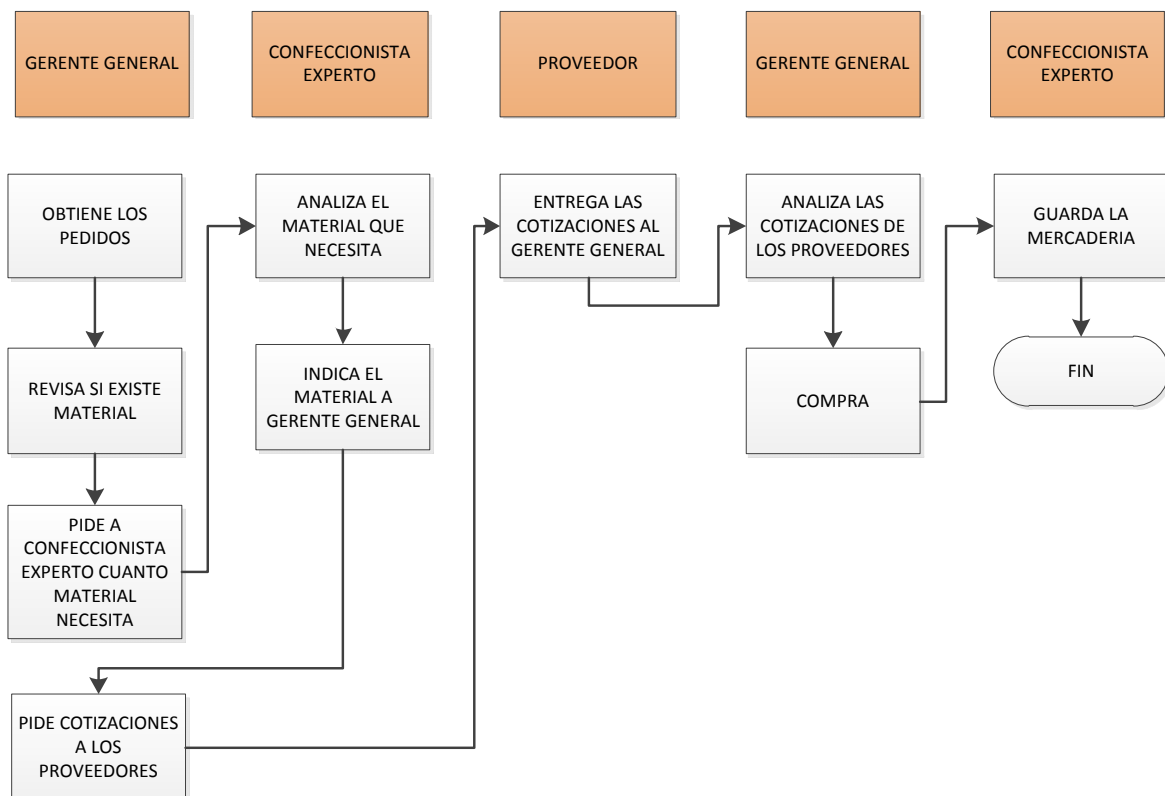 GERENTE GENERAL
CONFECCIONISTA
EXPERTO
PROVEEDOR
GERENTE GENERAL
CONFECCIONISTA
EXPERTO
OBTIENE LOS
PEDIDOS
REVISA SI EXISTE
MATERIAL
PIDE A
CONFECCIONISTA
EXPERTO CUANTO
MATERIAL
NECESITA
PIDE COTIZACIONES
A LOS
PROVEEDORES
ANALIZA EL
MATERIAL QUE
NECESITA
INDICA EL
MATERIAL A
GERENTE GENERAL
ENTREGA LAS
COTIZACIONES AL
GERENTE GENERAL
ANALIZA LAS
COTIZACIONES DE
LOS PROVEEDORES
COMPRA
GUARDA LA
MERCADERIA
FIN